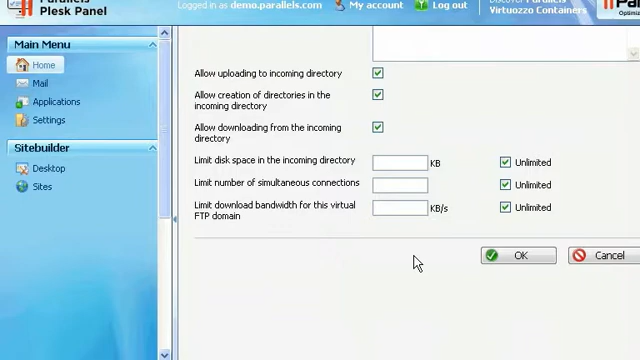 Parallels
Plesk Panel
Logged in as demo.parallels.com
My account
Log out
Discover Parallels
Virtuozzo Containers
Optimiz
Main Menu
Home
Mail
Applications
Settings
Sitebuilder
Desktop
Sites
Allow uploading to incoming directory
Allow creation of directories in the
incoming directory
Allow downloading from the incoming
directory
Limit disk space in the incoming directory
KB
Unlimited
Limit number of simultaneous connections
Unlimited
Limit download bandwidth for this virtual
FTP domain
KB/s
Unlimited
OK
Cancel